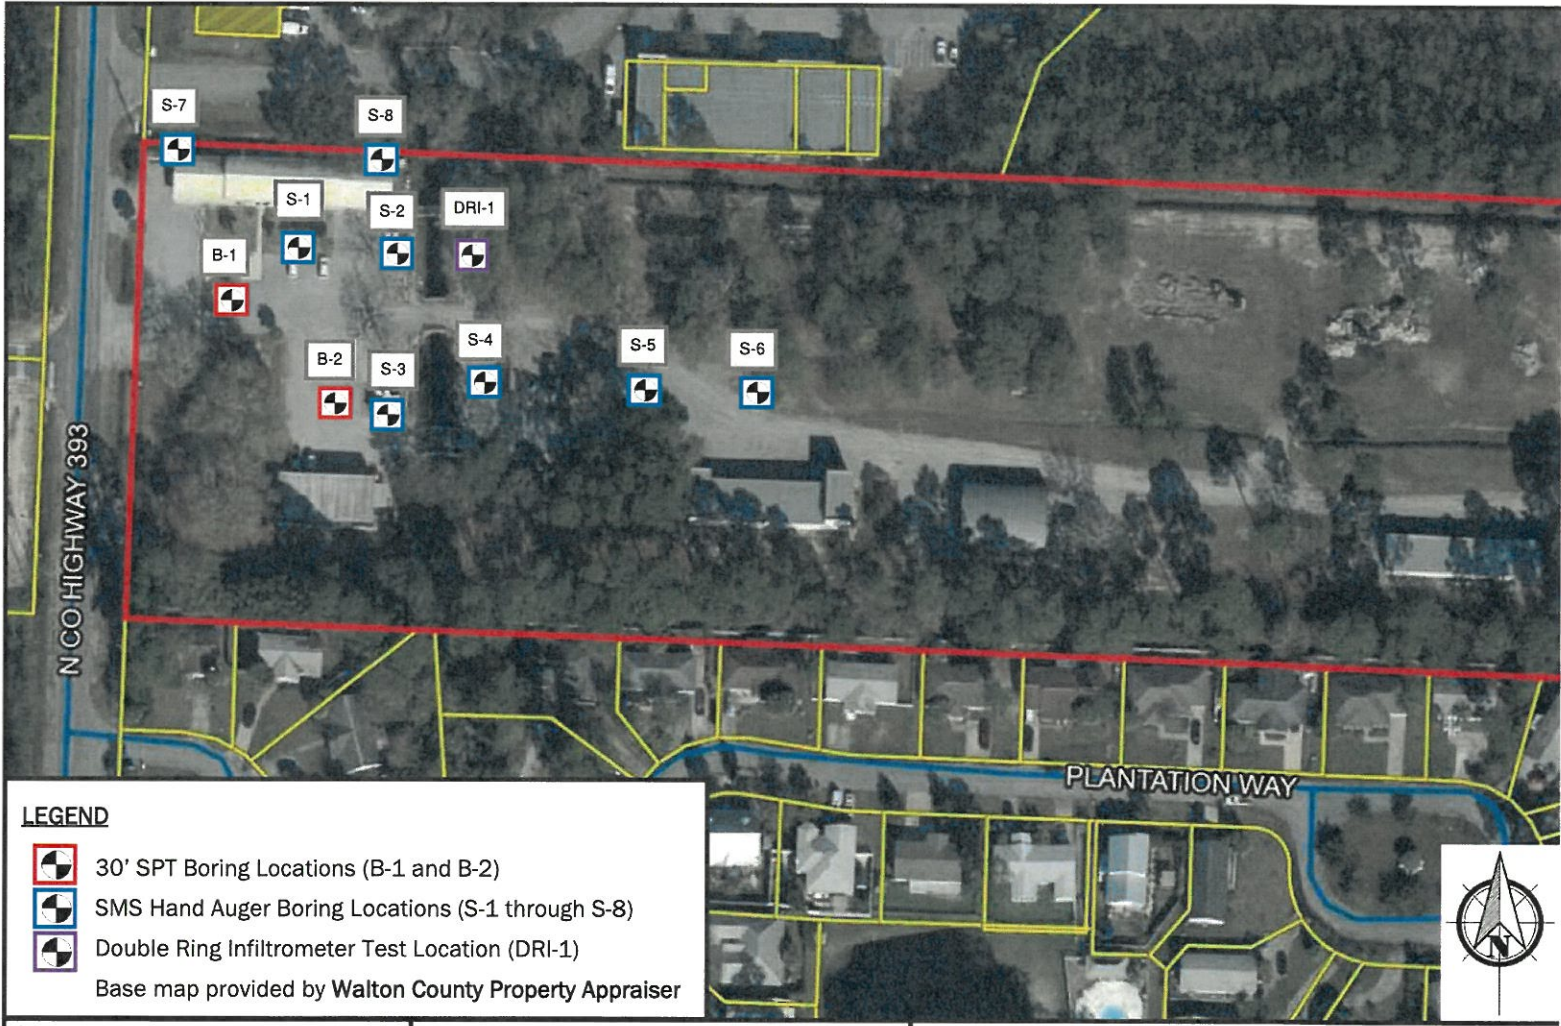 S-7
S-8
S-1
S-2
DRI-1
B-1
S-4
S-5
S-6
B-2
S-3
N CO HIGHWAY 393
PLANTATION WAY
LEGEND
30' SPT Boring Locations (B-1 and B-2)
SMS Hand Auger Boring Locations (S-1 through S-8)
Double Ring Infiltrometer Test Location (DRI-1)
Base map provided by Walton County Property Appraiser
N